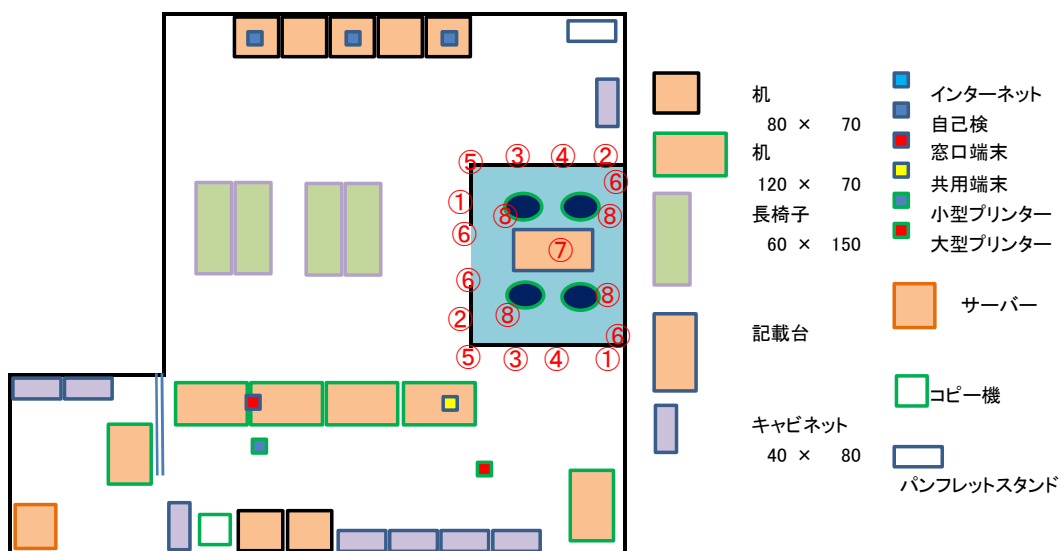 ⑤ ③ ④ ②
⑥
①
⑧ ⑧
⑥
⑦
⑥
⑧
② ⑧
⑥
⑤ ③ ④ ①
机
80 × 70
机
120 × 70
長椅子
60 × 150
記載台
キャビネット
40 × 80
インターネット
自己検
窓口端末
共用端末
小型プリンター
大型プリンター
サーバー
コピー機
パンフレットスタンド